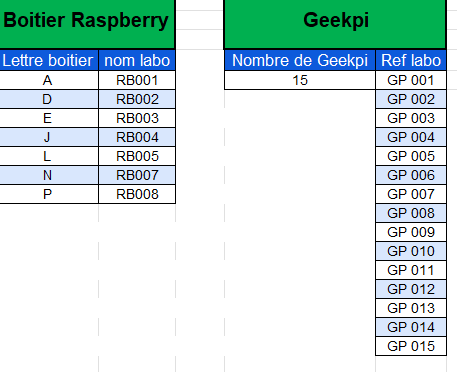 Boitier Raspberry Geekpi
Lettre boitier nom labo Nombre de Geekpi Ref labo
A RB001 15 GP 001
D RB002 GP 002
E RB003 GP 003
J RB004 GP 004
L RB005 GP 005
N RB007 GP 006
P RB008 GP 007
GP 008
GP 009
GP 010
GP 011
GP 012
GP 013
GP 014
GP 015